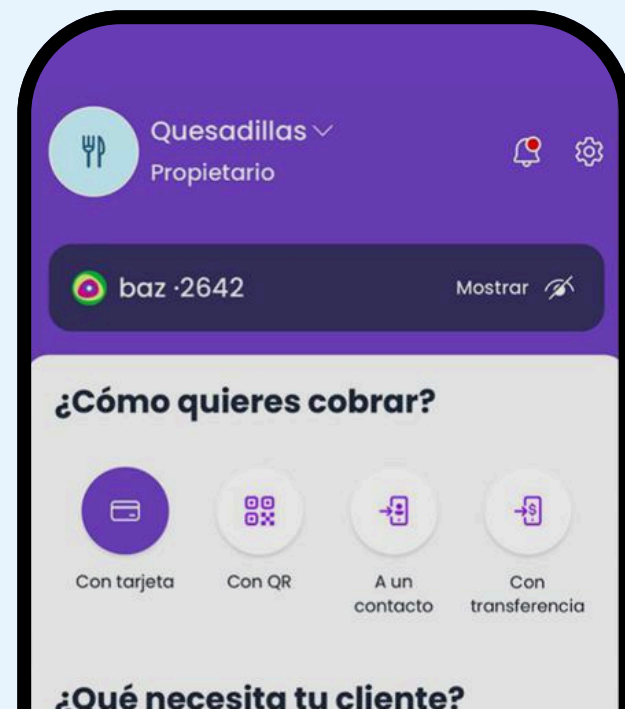 Quesadillas
Propietario
baz ·2642
Mostrar
¿Cómo quieres cobrar?
Con tarjeta
Con QR
A un
contacto
Con
transferencia
¿Qué necesita tu cliente?